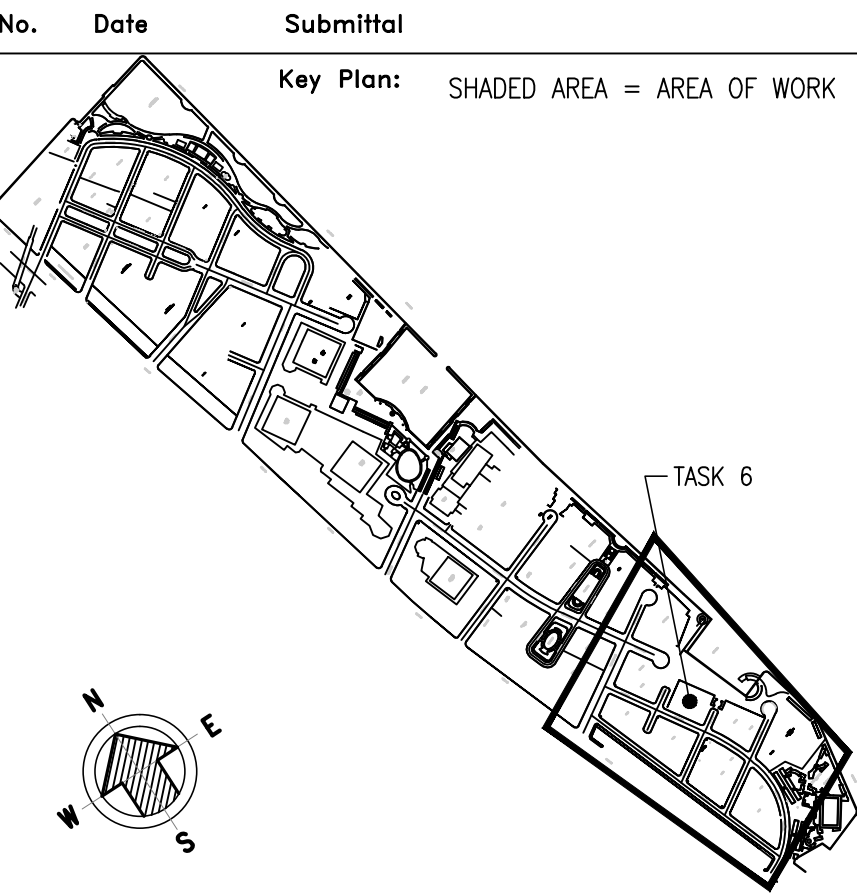 No. Date Submittal
Key Plan: SHADED AREA = AREA OF WORK
TASK 6
N
E
W
S